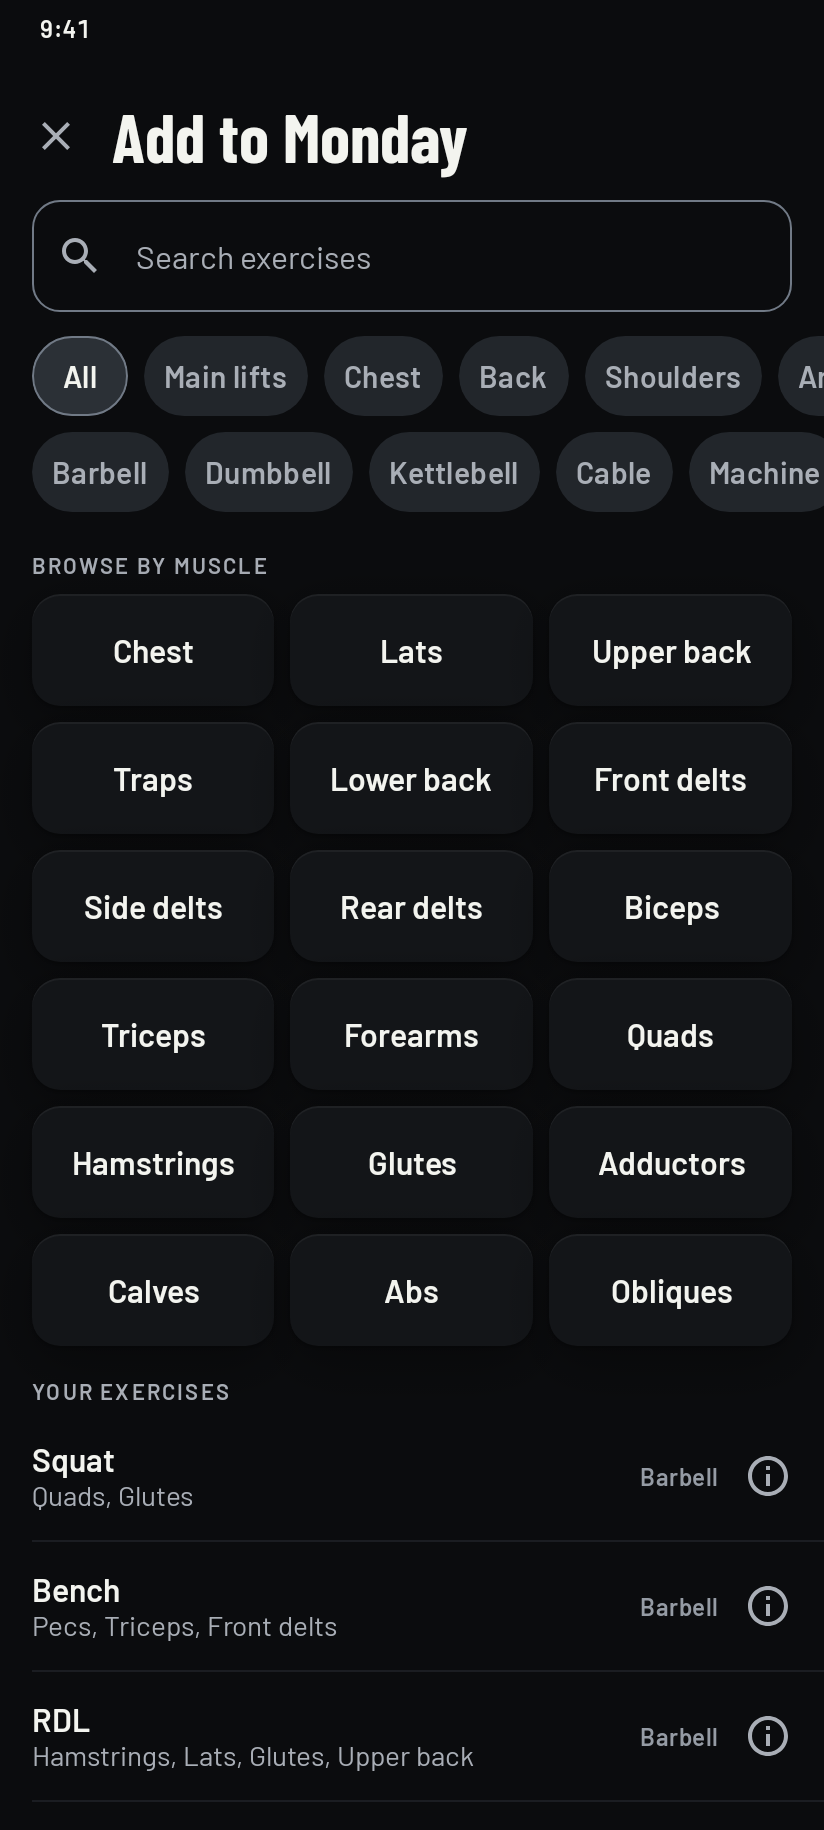 9:41
Add to Monday
Search exercises
All Main lifts Chest Back Shoulders
Barbell Dumbbell Kettlebell Cable Machine
BROWSE BY MUSCLE
Chest Lats Upper back
Traps Lower back Front delts
Side delts Rear delts Biceps
Triceps Forearms Quads
Hamstrings Glutes Adductors
Calves Abs Obliques
YOUR EXERCISES
Squat
Quads, Glutes
Barbell
Bench
Pecs, Triceps, Front delts
Barbell
RDL
Hamstrings, Lats, Glutes, Upper back
Barbell